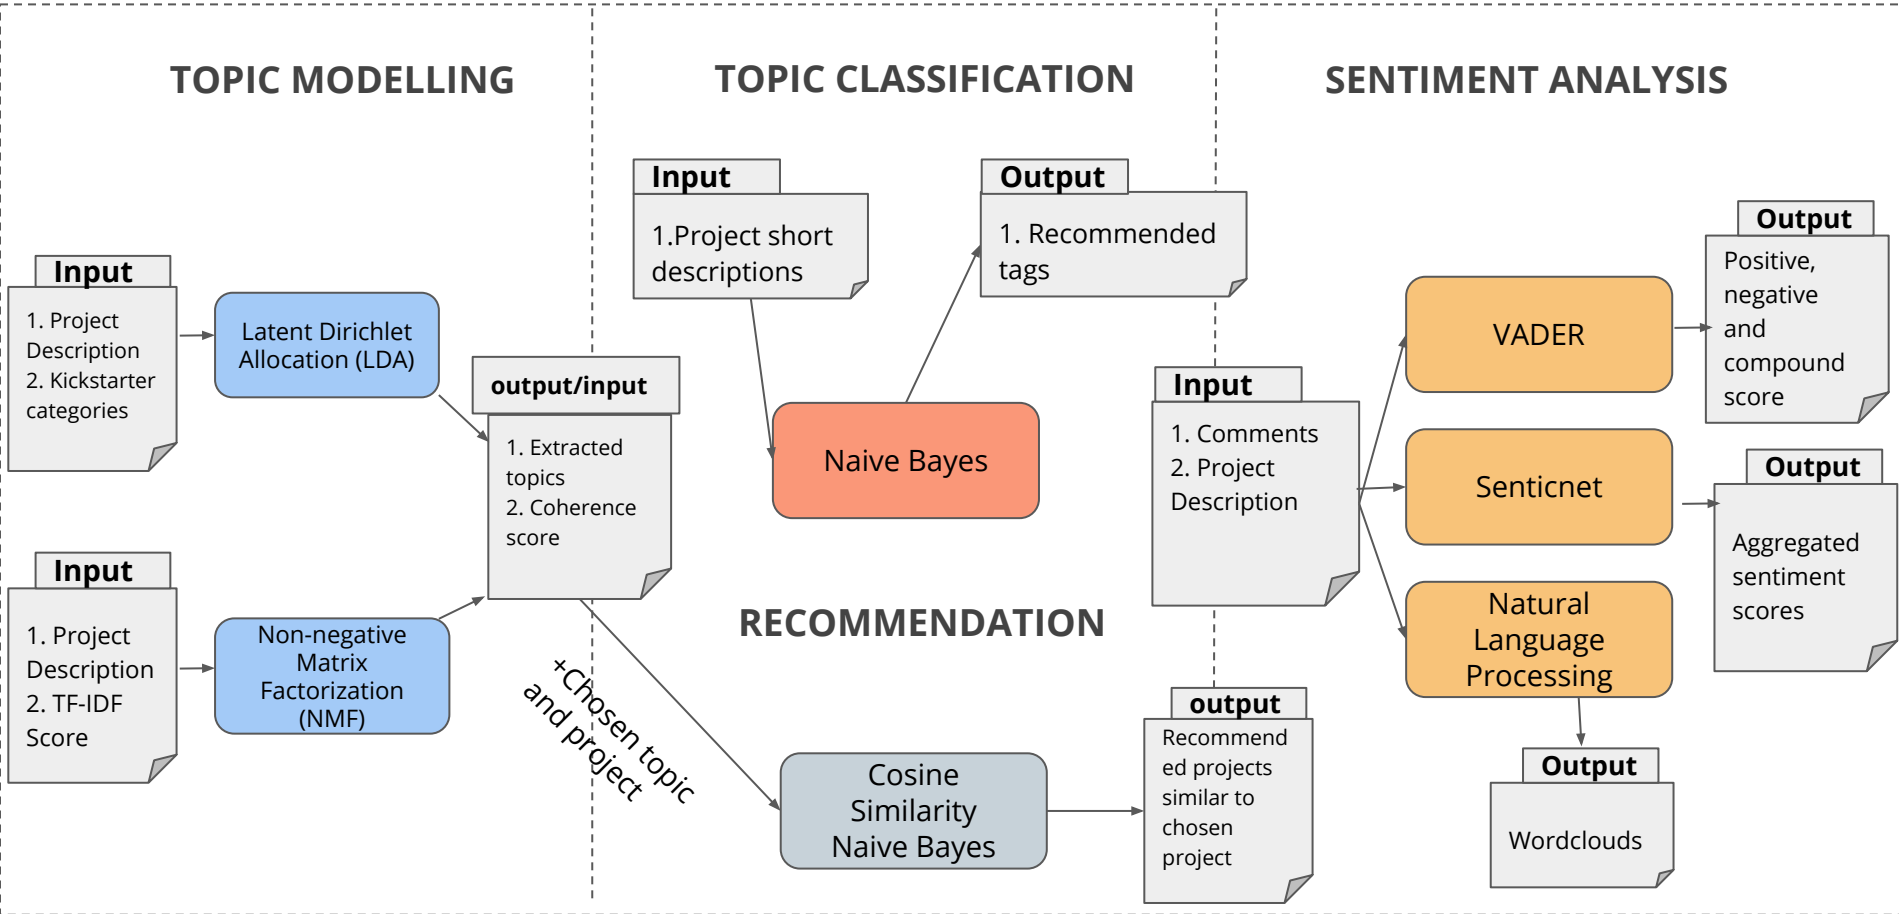 TOPIC MODELLING
Input
1. Project
Description
2. Kickstarter
categories
Latent Dirichlet
Allocation (LDA)
Input
1. Project
Description
2. TF-IDF
Score
Non-negative
Matrix
Factorization
(NMF)
output/input
1. Extracted
topics
2. Coherence
score
+Chosen topic
and project
TOPIC CLASSIFICATION
Input
1.Project short
descriptions
Naive Bayes
Output
1. Recommended
tags
RECOMMENDATION
Cosine
Similarity
Naive Bayes
output
Recommend
ed projects
similar to
chosen
project
SENTIMENT ANALYSIS
Input
1. Comments
2. Project
Description
VADER
Output
Positive,
negative
and
compound
score
Senticnet
Output
Aggregated
sentiment
scores
Natural
Language
Processing
Output
Wordclouds